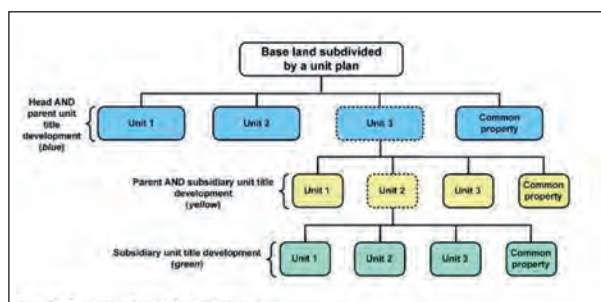 Base land subdivided
by a unit plan
Head AND
parent unit
title
development
(blue)
Unit 1
Unit 2
Unit 3
Common
property
Parent AND subsidiary unit title
development
(yellow)
Unit 1
Unit 2
Unit 3
Common
property
Subsidiary unit title development
(green)
Unit 1
Unit 2
Unit 3
Common
property